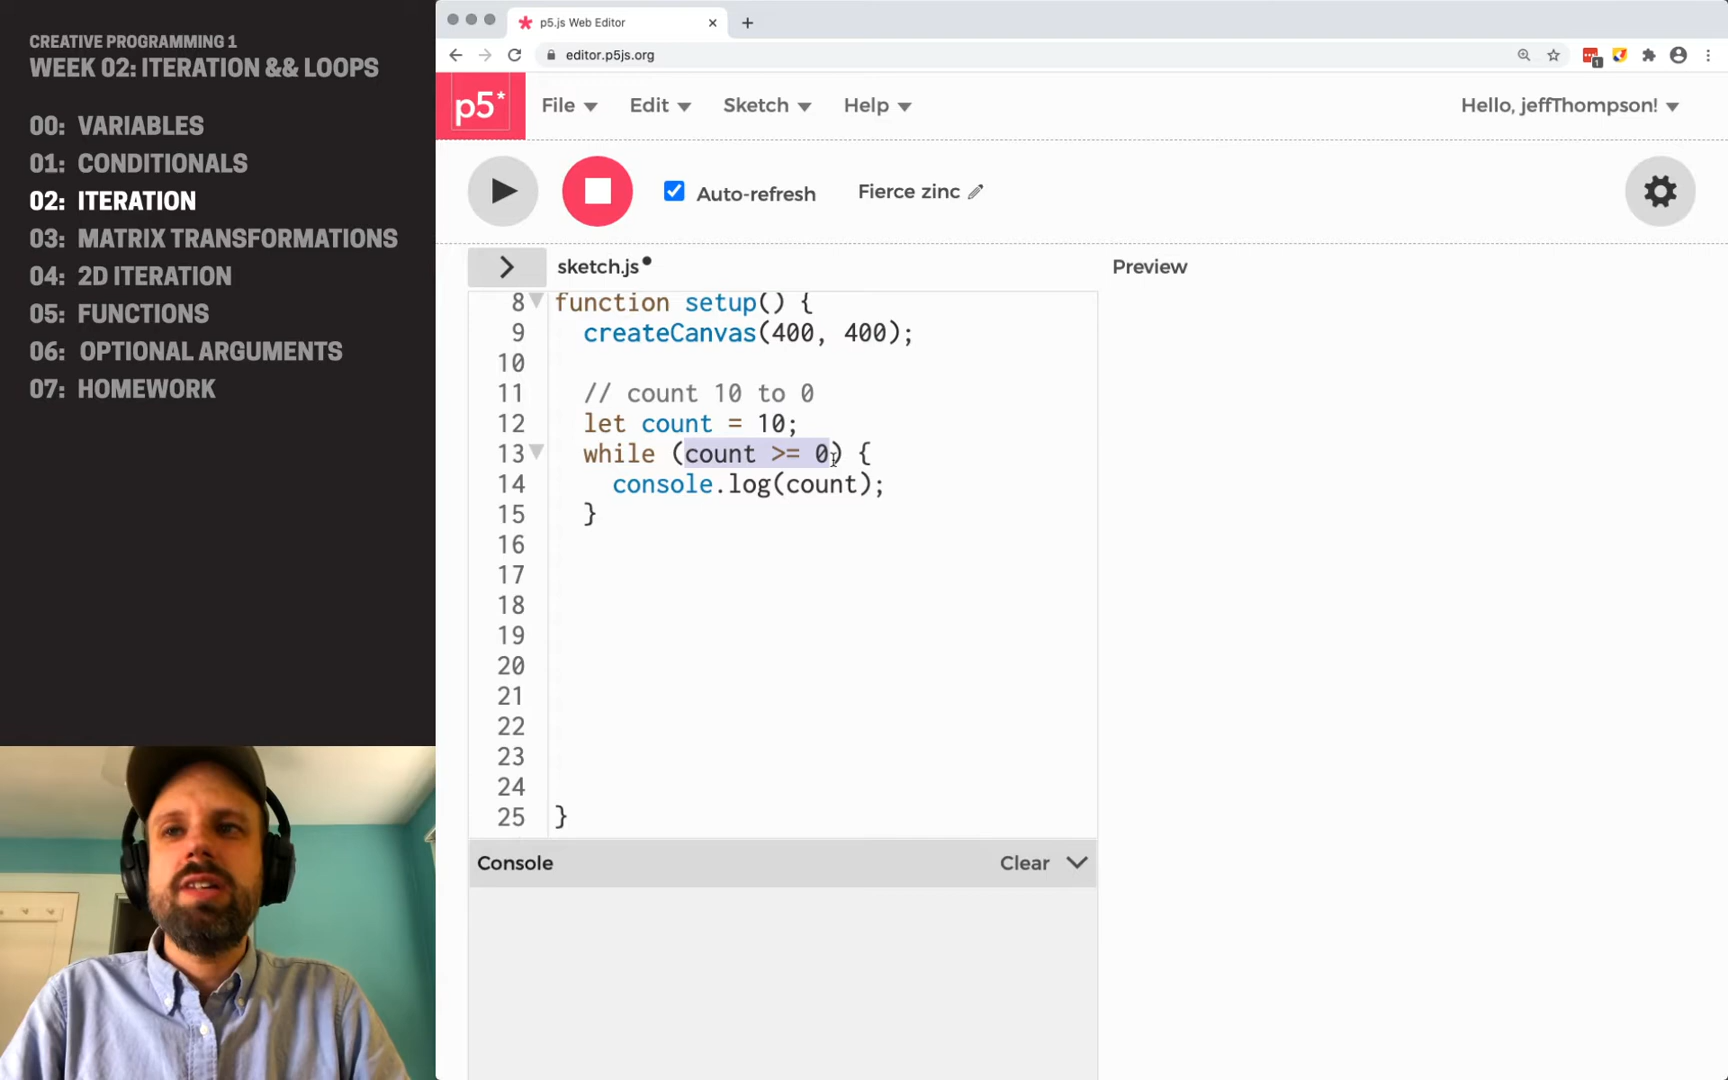 CREATIVE PROGRAMMING 1
WEEK 02: ITERATION && LOOPS
00: VARIABLES
01: CONDITIONALS
02: ITERATION
03: MATRIX TRANSFORMATIONS
04: 2D ITERATION
05: FUNCTIONS
06: OPTIONAL ARGUMENTS
07: HOMEWORK
p5.js Web Editor
editor.p5js.org
1
p5* File Edit Sketch Help Hello, jeffThompson!
Auto-refresh Fierce zinc
sketch.js Preview
8 function setup() {
9 createCanvas(400, 400);
10
11 // count 10 to 0
12 let count = 10;
13 while (count >= 0) {
14 console.log(count);
15 }
16
17
18
19
20
21
22
23
24
25 }
Console Clear